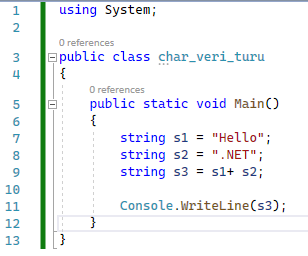 1 using System;
2
0 references
3 public class char_veri_turu
4 {
0 references
5 public static void Main()
6 {
7 string s1 = "Hello";
8 string s2 = ".NET";
9 string s3 = s1+ s2;
10
11 Console.WriteLine(s3);
12 }
13 }